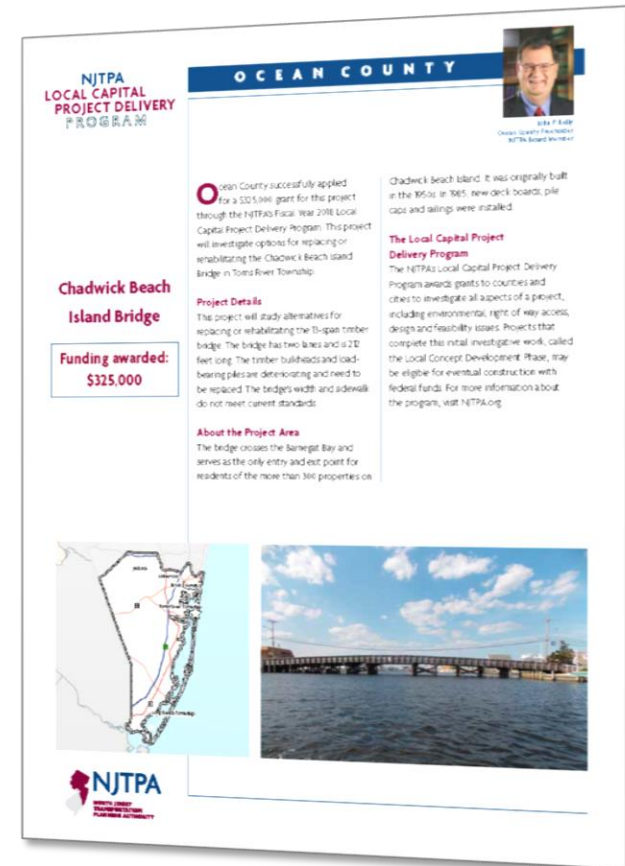 NJTPA
LOCAL CAPITAL
PROJECT DELIVERY
PROGRAM
OCEAN COUNTY
Ocean County Freeholder
NJTPA Board Member
Chadwick Beach
Island Bridge
Funding awarded:
$325,000
Ocean County successfully applied
for a $325,000 grant for this project
through the NJTPA's Fiscal Year 2018 Local
Capital Project Delivery Program. This project
will investigate options for replacing or
rehabilitating the Chadwick Beach Island
Bridge in Toms River Township.
Project Details
This project will study alternatives for
replacing or rehabilitating the 13-span timber
bridge. The bridge has two lanes and is 212
feet long. The timber bulkheads and load-
bearing piles are deteriorating and need to
be replaced. The bridge's width and sidewalk
do not meet current standards.
About the Project Area
The bridge crosses the Barnegat Bay and
serves as the only entry and exit point for
residents of the more than 300 properties on
Chadwick Beach Island. It was originally built
in the 1950s. In 1985, new deck boards, pile
caps and railings were installed.
The Local Capital Project
Delivery Program
The NJTPA's Local Capital Project Delivery
Program awards grants to counties and
cities to investigate all aspects of a project,
including environmental, right of way access,
design and feasibility issues. Projects that
complete this initial investigative work, called
the Local Concept Development Phase, may
be eligible for eventual construction with
federal funds. For more information about
the program, visit NJTPA.org.
NJTPA
NORTH JERSEY
TRANSPORTATION
PLANNING AUTHORITY